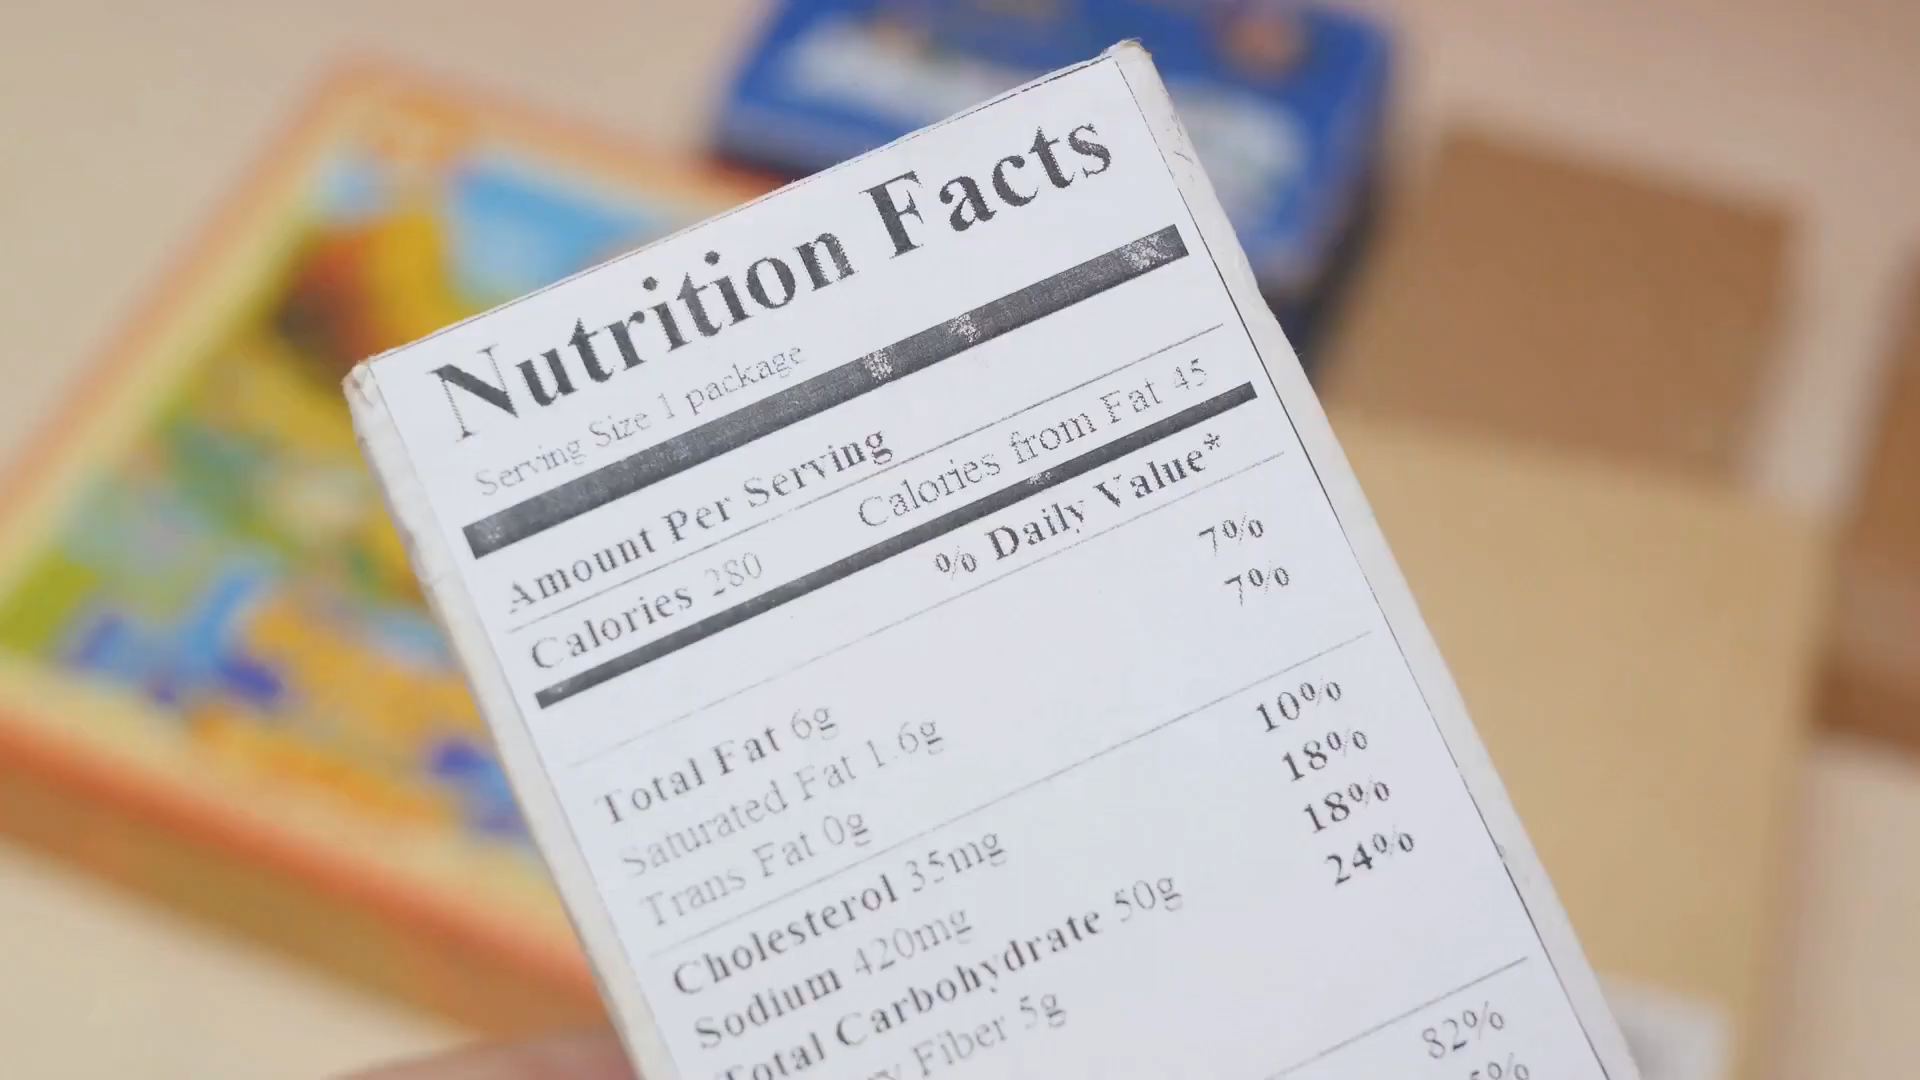 Nutrition Facts
Serving Size 1 package
Amount Per Serving
Calories 280 Calories from Fat 45
% Daily Value*
Total Fat 6g 7%
Saturated Fat 1.6g 7%
Trans Fat 0g
Cholesterol 35mg 10%
Sodium 420mg 18%
Total Carbohydrate 50g 18%
Fiber 5g 24%
82%